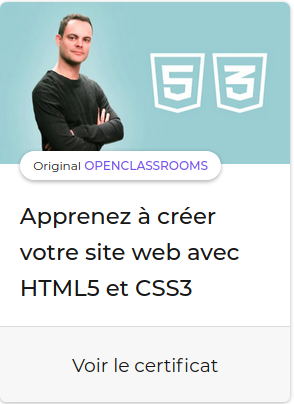 5 3
Original OPENCLASSROOMS
Apprenez à créer
votre site web avec
HTML5 et CSS3
Voir le certificat